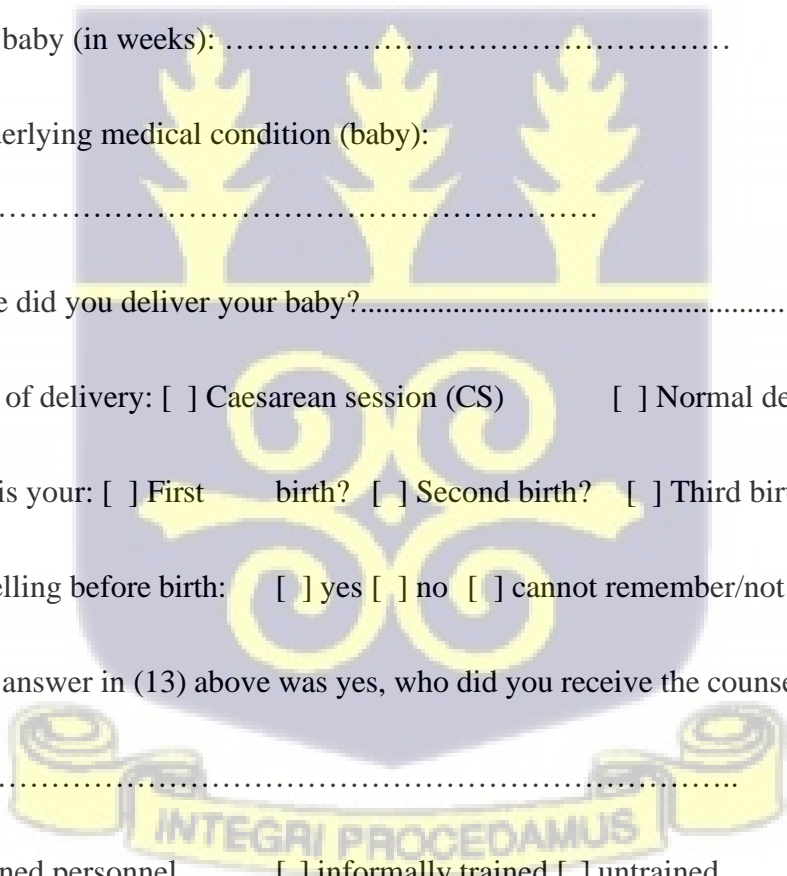 baby (in weeks): …………………………………………………
erlying medical condition (baby):
………………………………………………………….
e did you deliver your baby?......................................................
of delivery: [ ] Caesarean session (CS) [ ] Normal de
is your: [ ] First birth? [ ] Second birth? [ ] Third bir
elling before birth: [ ] yes [ ] no [ ] cannot remember/not
answer in (13) above was yes, who did you receive the counse
………………………………………………………………………..
INTEGRI PROCEDAMUS
ned personnel [ ] informally trained [ ] untrained